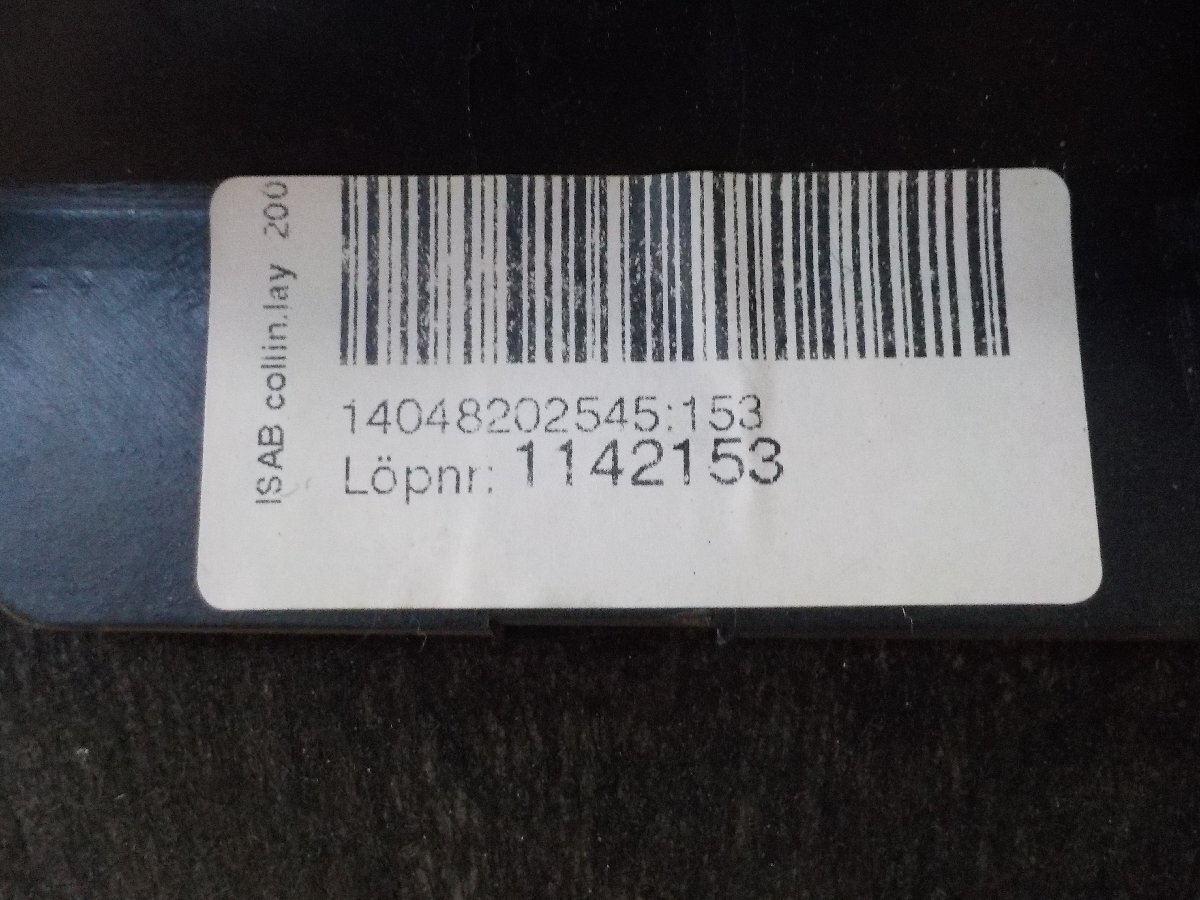 ISAB collin.lay 200
14048202545:153
Löpnr: 1142153